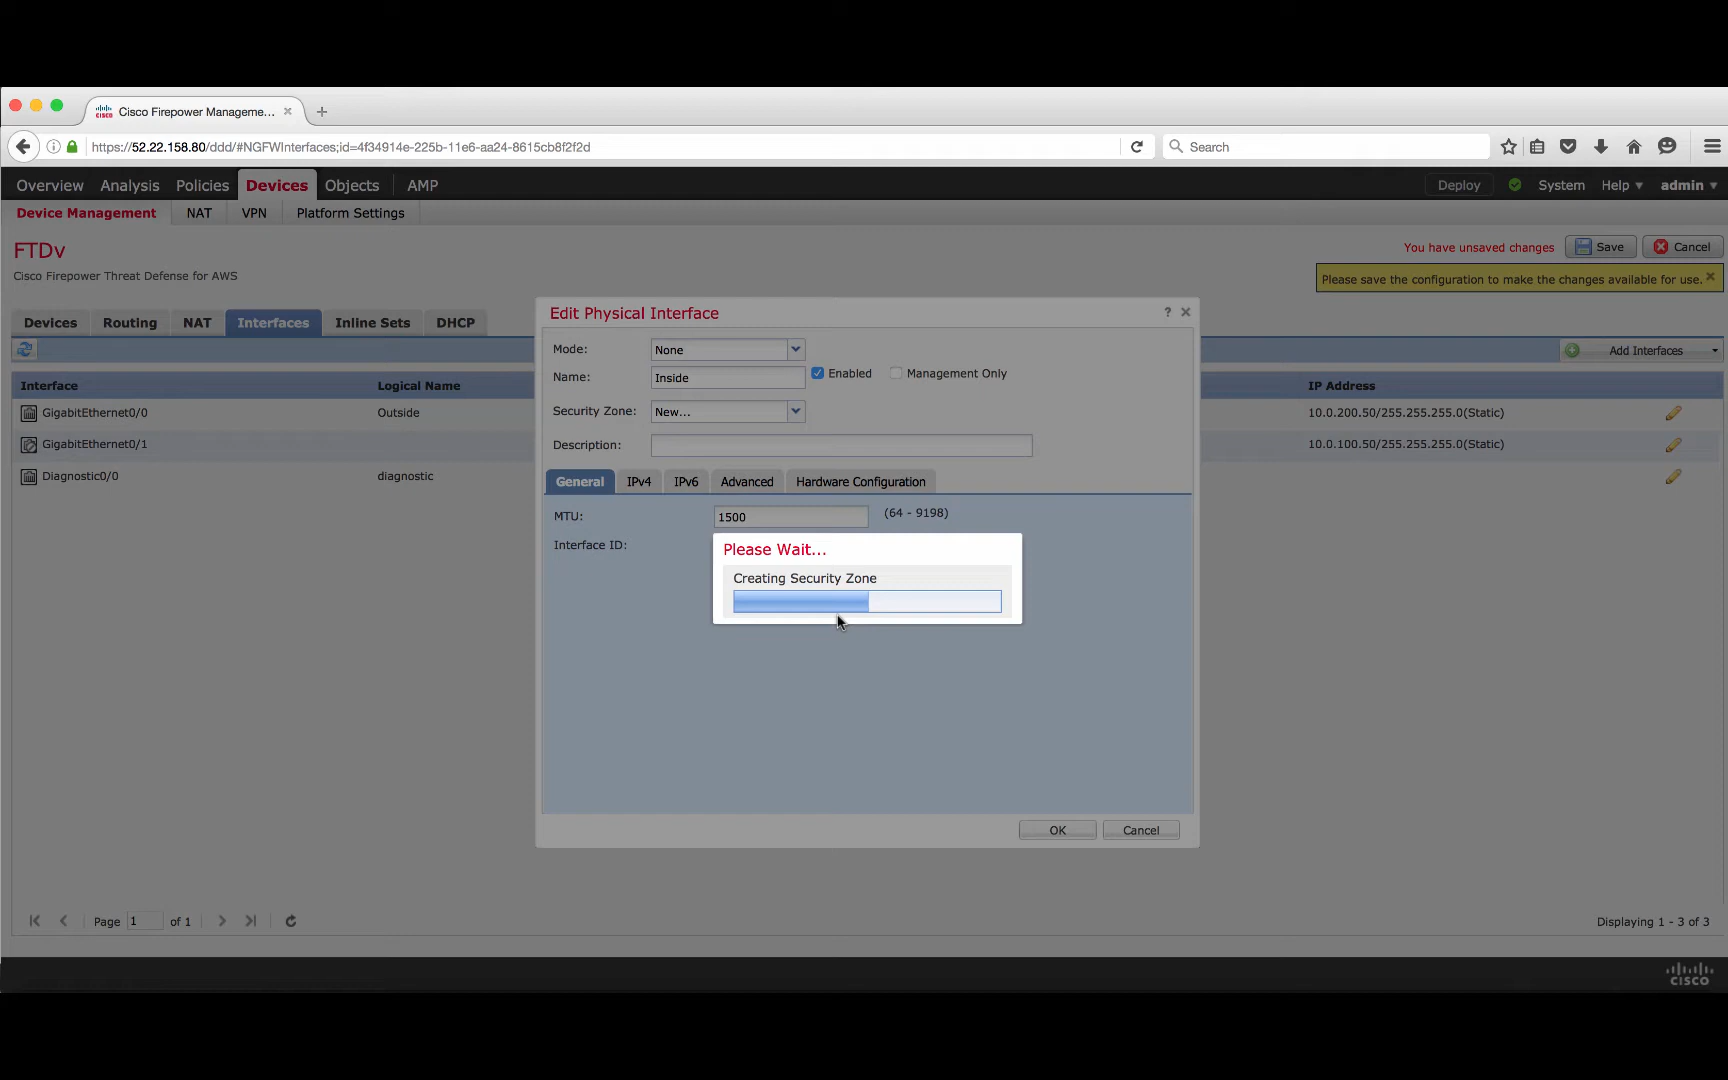 Cisco Firepower Manageme...
https://52.22.158.80/ddd/#NGFWInterfaces;id=4f34914e-225b-11e6-aa24-8615cb8f2f2d
Search
Overview Analysis Policies Devices Objects AMP
Deploy System Help admin
Device Management NAT VPN Platform Settings
FTDv
You have unsaved changes Save Cancel
Cisco Firepower Threat Defense for AWS
Please save the configuration to make the changes available for use.
Devices Routing NAT Interfaces Inline Sets DHCP
Add Interfaces
Interface Logical Name IP Address
GigabitEthernet0/0 Outside 10.0.200.50/255.255.255.0(Static)
GigabitEthernet0/1 10.0.100.50/255.255.255.0(Static)
Diagnostic0/0 diagnostic
Edit Physical Interface ?
Mode: None
Name: Inside Enabled Management Only
Security Zone: New...
Description:
General IPv4 IPv6 Advanced Hardware Configuration
MTU: 1500 (64 - 9198)
Interface ID:
Please Wait...
Creating Security Zone
OK Cancel
Page 1 of 1
Displaying 1 - 3 of 3
CISCO